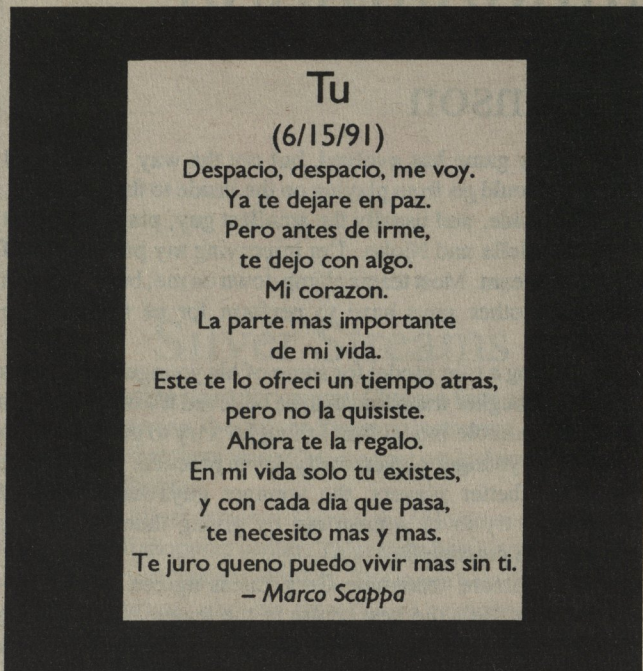 Tu
(6/15/91)
Despacio, despacio, me voy.
Ya te dejare en paz.
Pero antes de irme,
te dejo con algo.
Mi corazon.
La parte mas importante
de mi vida.
Este te lo ofreci un tiempo atras,
pero no la quisiste.
Ahora te la regalo.
En mi vida solo tu existes,
y con cada dia que pasa,
te necesito mas y mas.
Te juro queno puedo vivir mas sin ti.
– Marco Scappa